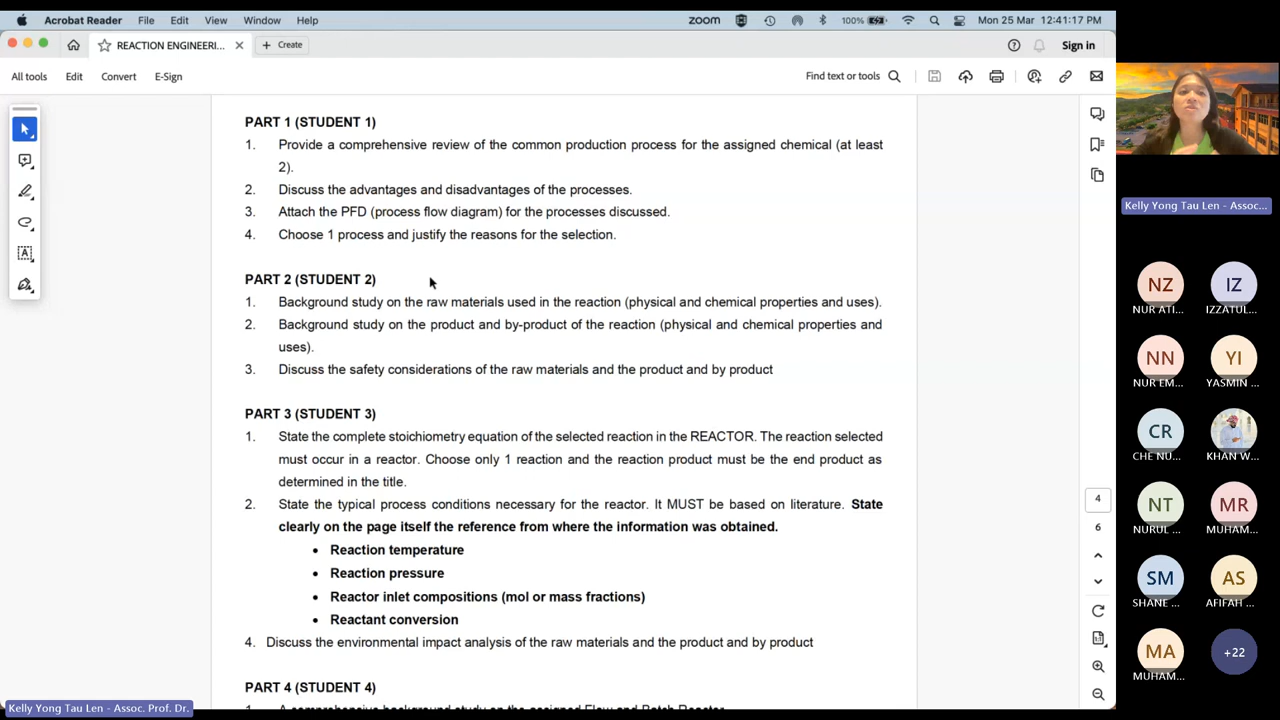 Acrobat Reader File Edit View Window Help zoom 100% Mon 25 Mar 12:41:17 PM
REACTION ENGINEERI... Create Sign in
All tools Edit Convert E-Sign Find text or tools
PART 1 (STUDENT 1)
1. Provide a comprehensive review of the common production process for the assigned chemical (at least
2).
2. Discuss the advantages and disadvantages of the processes.
3. Attach the PFD (process flow diagram) for the processes discussed.
4. Choose 1 process and justify the reasons for the selection.
PART 2 (STUDENT 2)
1. Background study on the raw materials used in the reaction (physical and chemical properties and uses).
2. Background study on the product and by-product of the reaction (physical and chemical properties and
uses).
3. Discuss the safety considerations of the raw materials and the product and by product
PART 3 (STUDENT 3)
1. State the complete stoichiometry equation of the selected reaction in the REACTOR. The reaction selected
must occur in a reactor. Choose only 1 reaction and the reaction product must be the end product as
determined in the title.
2. State the typical process conditions necessary for the reactor. It MUST be based on literature. State
clearly on the page itself the reference from where the information was obtained.
• Reaction temperature
• Reaction pressure
• Reactor inlet compositions (mol or mass fractions)
• Reactant conversion
4. Discuss the environmental impact analysis of the raw materials and the product and by product
PART 4 (STUDENT 4)
1. A comprehensive background study on the assigned Flow and Batch Reactor
4
6
Kelly Yong Tau Len - Assoc. Prof. Dr.
Kelly Yong Tau Len - Assoc...
NZ IZ
NUR ATI... IZZATUL...
NN YI
NUR EM... YASMIN ...
CR
CHE NU... KHAN W...
NT MR
NURUL ... MUHAM...
SM AS
SHANE ... AFIFAH ...
MA +22
MUHAM...